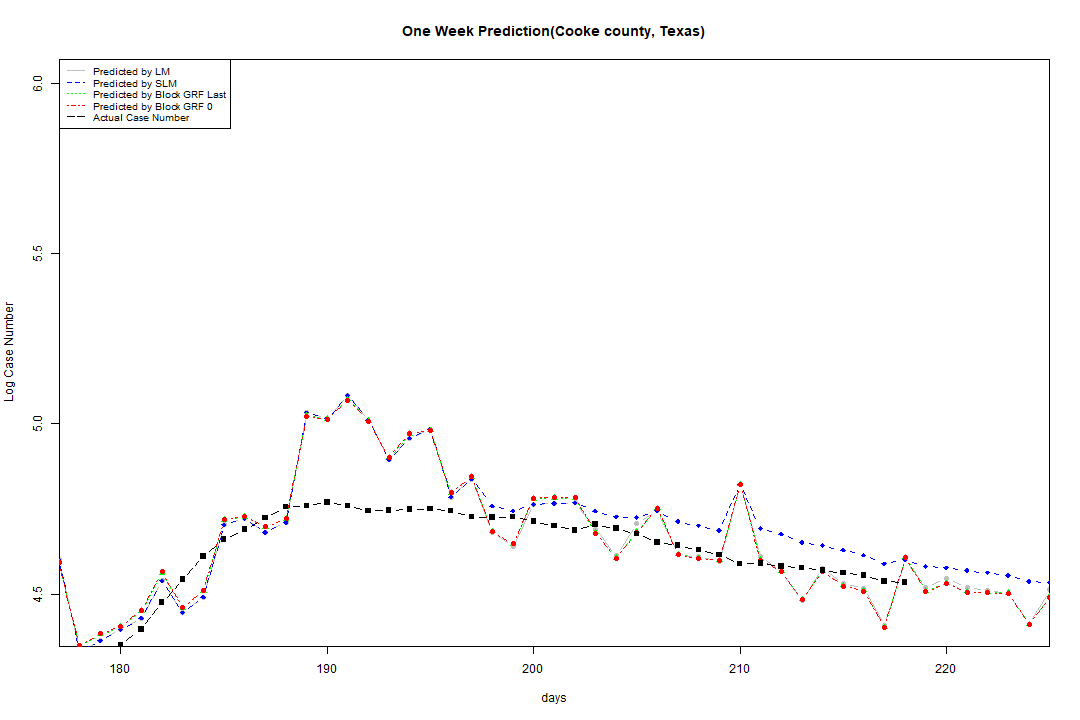 One Week Prediction(Cooke county, Texas)
Predicted by LM
Predicted by SLM
Predicted by Block GRF Last
Predicted by Block GRF 0
Actual Case Number
6.0
5.5
5.0
4.5
Log Case Number
180 190 200 210 220
days